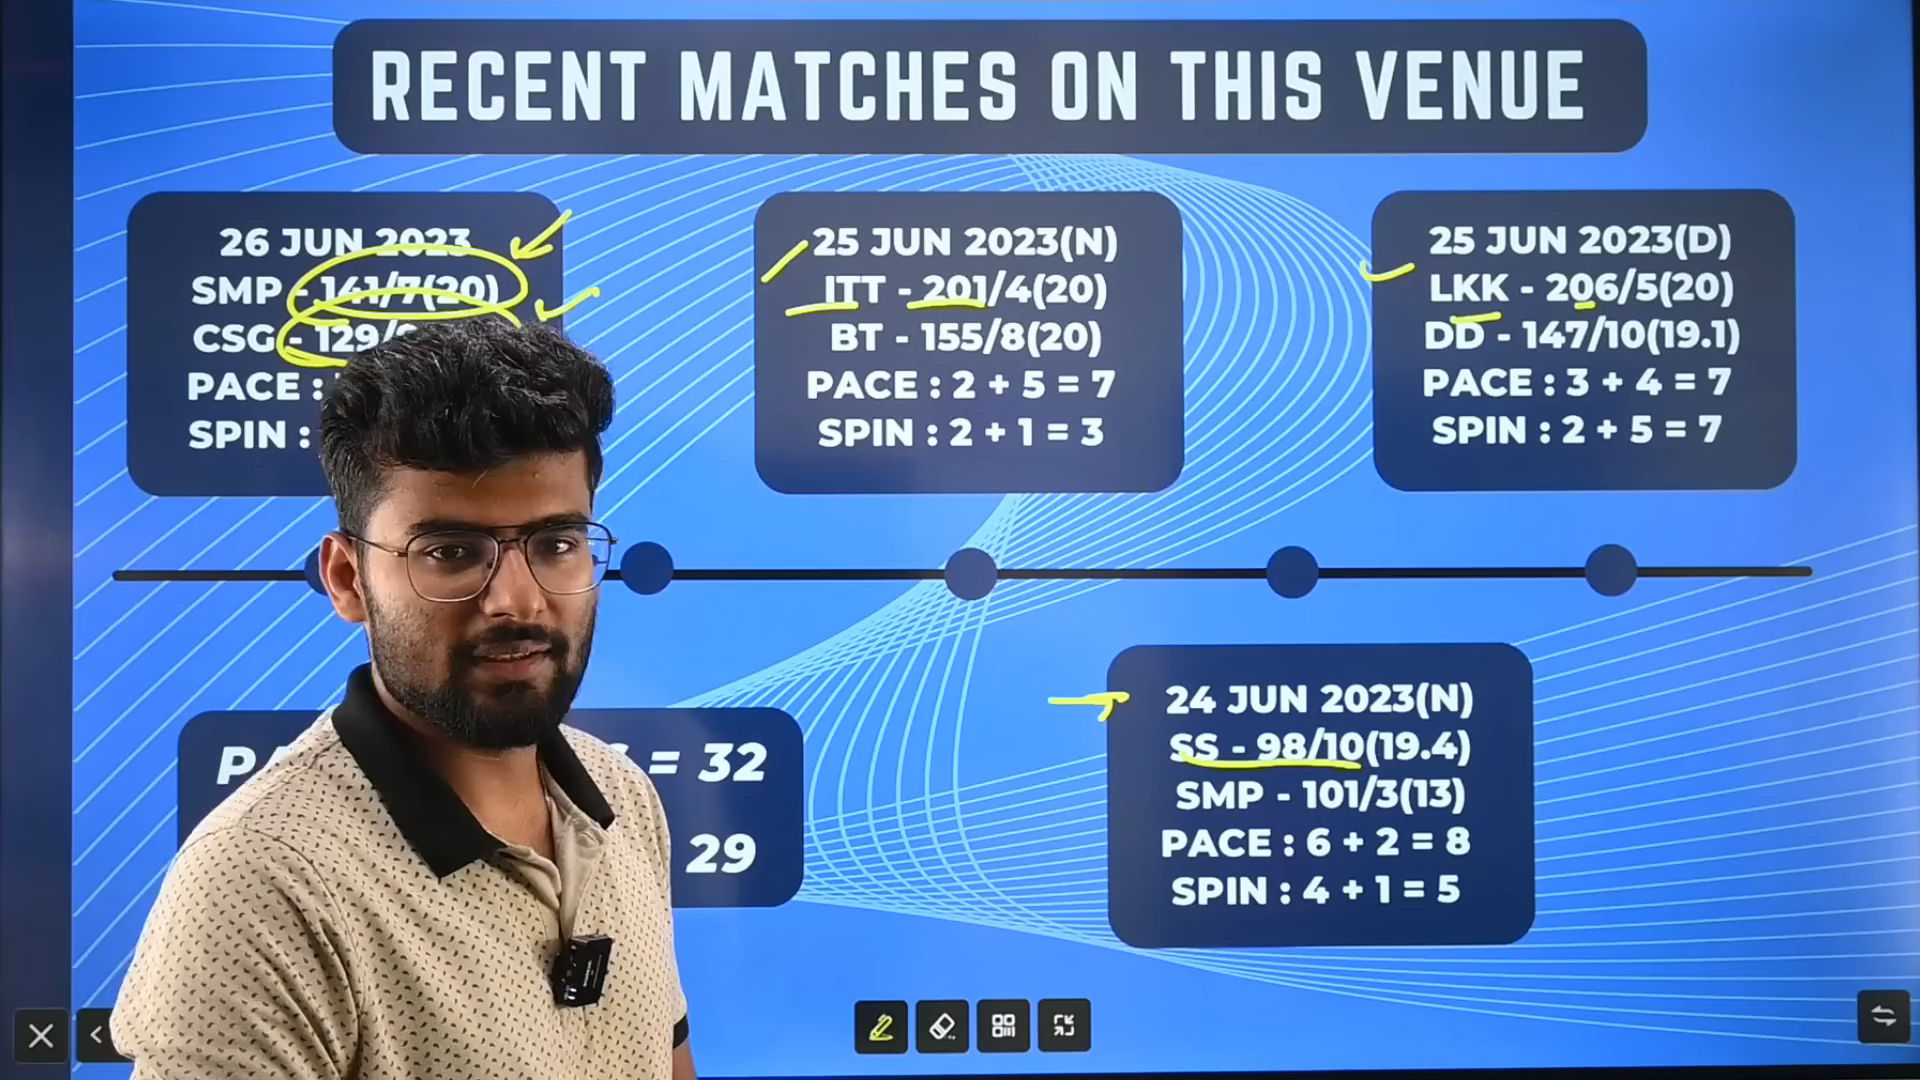 RECENT MATCHES ON THIS VENUE
26 JUN 2023
SMP - 141/7(20)
CSG - 129/
PACE :
SPIN :
25 JUN 2023(N)
ITT - 201/4(20)
BT - 155/8(20)
PACE : 2 + 5 = 7
SPIN : 2 + 1 = 3
25 JUN 2023(D)
LKK - 206/5(20)
DD - 147/10(19.1)
PACE : 3 + 4 = 7
SPIN : 2 + 5 = 7
= 32
29
24 JUN 2023(N)
SS - 98/10(19.4)
SMP - 101/3(13)
PACE : 6 + 2 = 8
SPIN : 4 + 1 = 5